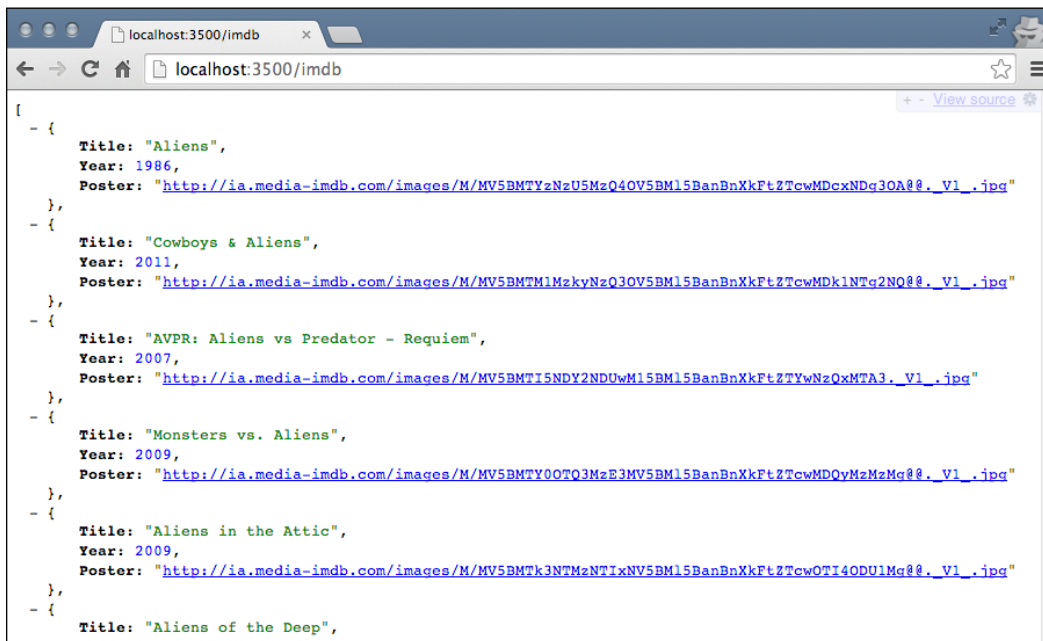 localhost:3500/imdb
localhost:3500/imdb
+ - View source
[
- {
Title: "Aliens",
Year: 1986,
Poster: "http://ia.media-imdb.com/images/M/MV5BMTYzNzU5MzQ4OV5BMl5BanBnXkFtZTcwMDcxNDg3OA@@._V1_.jpg"
},
- {
Title: "Cowboys & Aliens",
Year: 2011,
Poster: "http://ia.media-imdb.com/images/M/MV5BMTM1MzkyNzQ3OV5BMl5BanBnXkFtZTcwMDk1NTg2NQ@@._V1_.jpg"
},
- {
Title: "AVPR: Aliens vs Predator - Requiem",
Year: 2007,
Poster: "http://ia.media-imdb.com/images/M/MV5BMTI5NDY2NDUwM15BMl5BanBnXkFtZTYwNzQxMTA3._V1_.jpg"
},
- {
Title: "Monsters vs. Aliens",
Year: 2009,
Poster: "http://ia.media-imdb.com/images/M/MV5BMTY0OTQ3MzE3MV5BMl5BanBnXkFtZTcwMDQyMzMzMg@@._V1_.jpg"
},
- {
Title: "Aliens in the Attic",
Year: 2009,
Poster: "http://ia.media-imdb.com/images/M/MV5BMTk3NTMzNTIxNV5BMl5BanBnXkFtZTcwOTI4ODU1Mg@@._V1_.jpg"
},
- {
Title: "Aliens of the Deep",